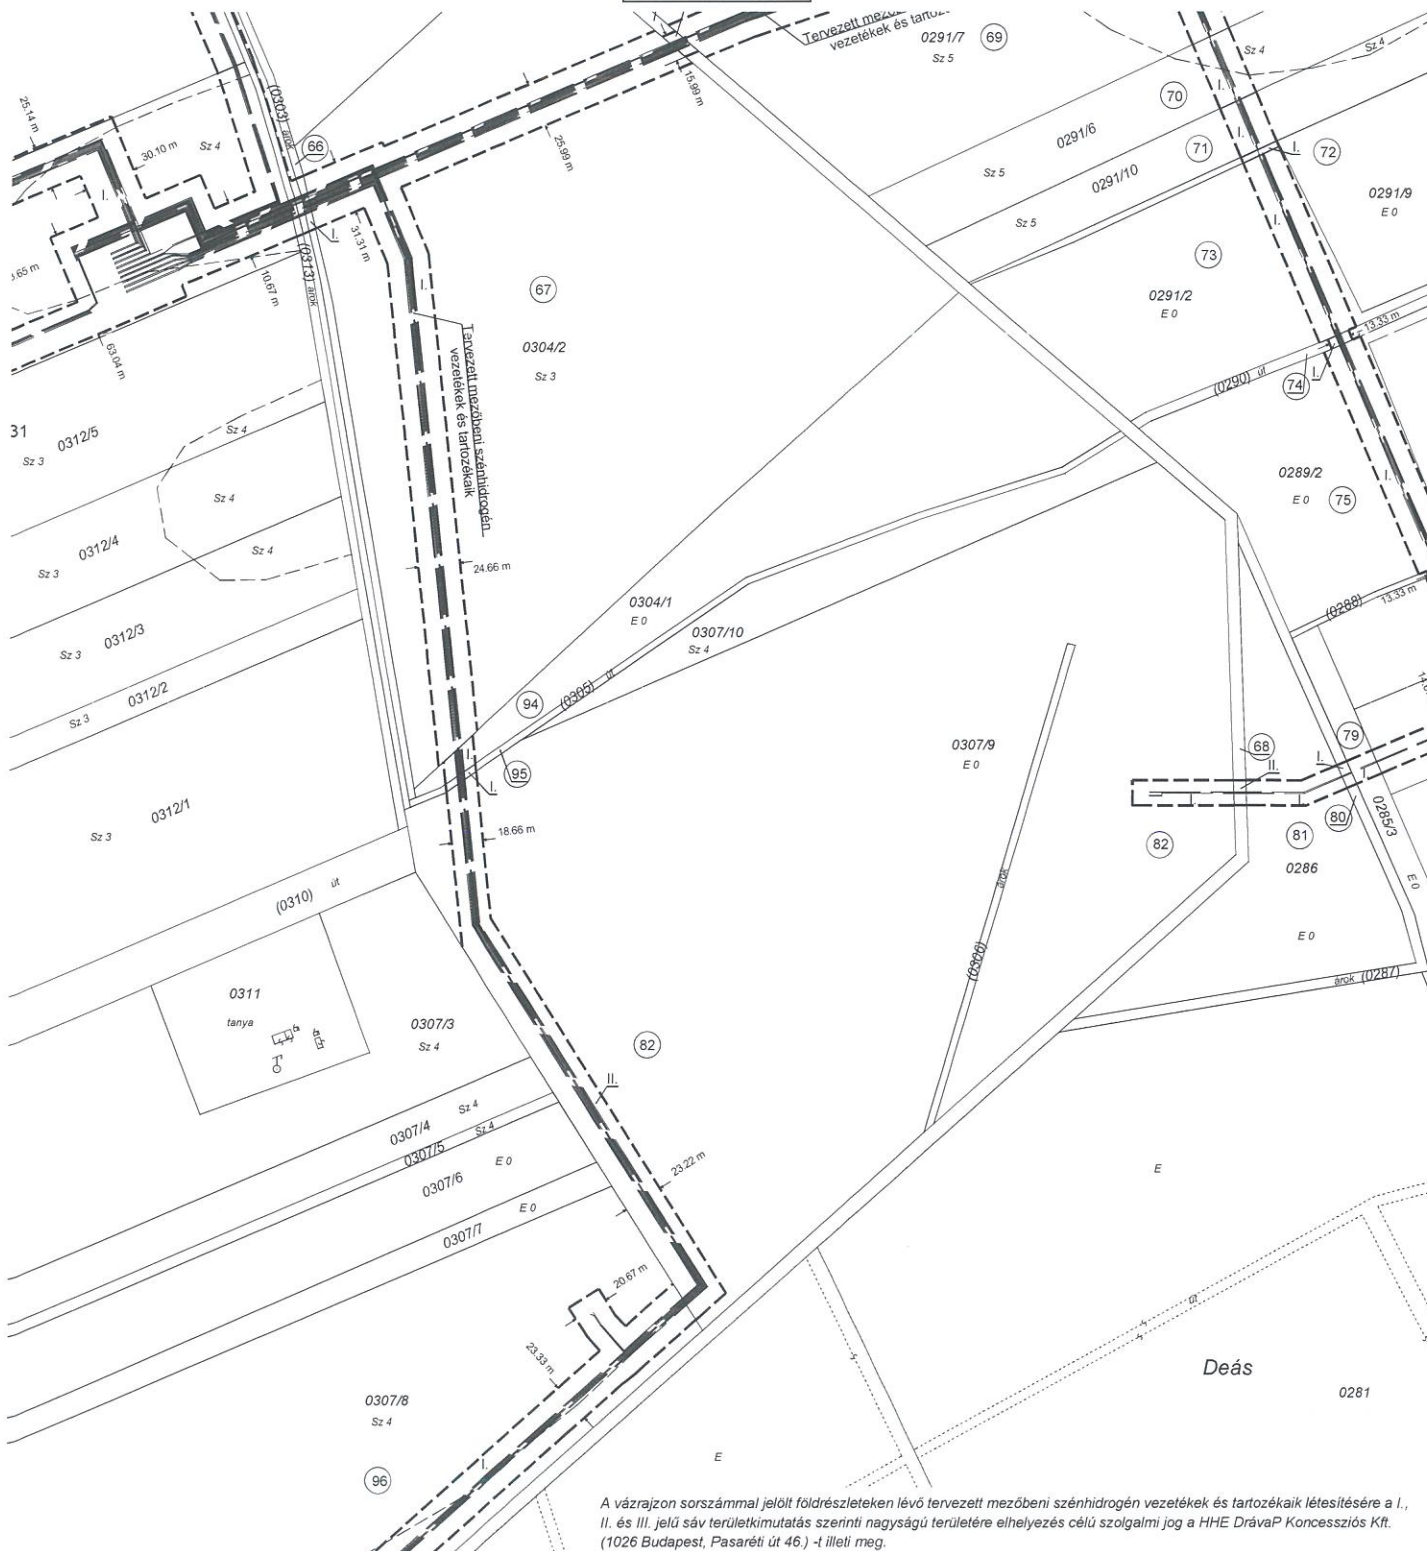 Tervezett mező
vezetékek és tartoz
0291/7
69
Sz 5
Sz 4
Sz 4
25.14 m
(0303) árok
66
30.10 m
Sz 4
15.99 m
25.99 m
70
0291/6
I.
71
I.
I.
72
Sz 5
0291/10
0291/9
E 0
Sz 5
I.
I.
I.
31.31 m
(0313) árok
73
.65 m
10.67 m
67
I.
0291/2
E 0
63.04 m
Tervezett mezőbeni szénhidrogén
vezetékek és tartozékaik
0304/2
Sz 3
13.33 m
(0290) út
74
I.
31
0312/5
Sz 3
Sz 4
Sz 4
0289/2
E 0
75
I.
0312/4
Sz 3
Sz 4
24.66 m
0304/1
E 0
(0288)
13.33 m
0312/3
Sz 3
0307/10
Sz 4
0312/2
Sz 3
94
(0305) út
I.
95
I.
0307/9
E 0
68
II.
79
I.
I.
I.
I.
0312/1
Sz 3
18.66 m
82
81
80
0285/3
0286
E 0
árok
(0310) út
E 0
(0306)
árok (0287)
0311
tanya
0307/3
Sz 4
82
II.
Sz 4
0307/4
Sz 4
0307/5
E 0
0307/6
23.22 m
E
E 0
0307/7
20.67 m
út
23.33 m
Deás
0281
0307/8
Sz 4
I.
96
E
A vázrajzon sorszámmal jelölt földrészleteken lévő tervezett mezőbeni szénhidrogén vezetékek és tartozékaik létesítésére a I.,
II. és III. jelű sáv területkimutatás szerinti nagyságú területére elhelyezés célú szolgalmi jog a HHE DrávaP Koncessziós Kft.
(1026 Budapest, Pasaréti út 46.) -t illeti meg.